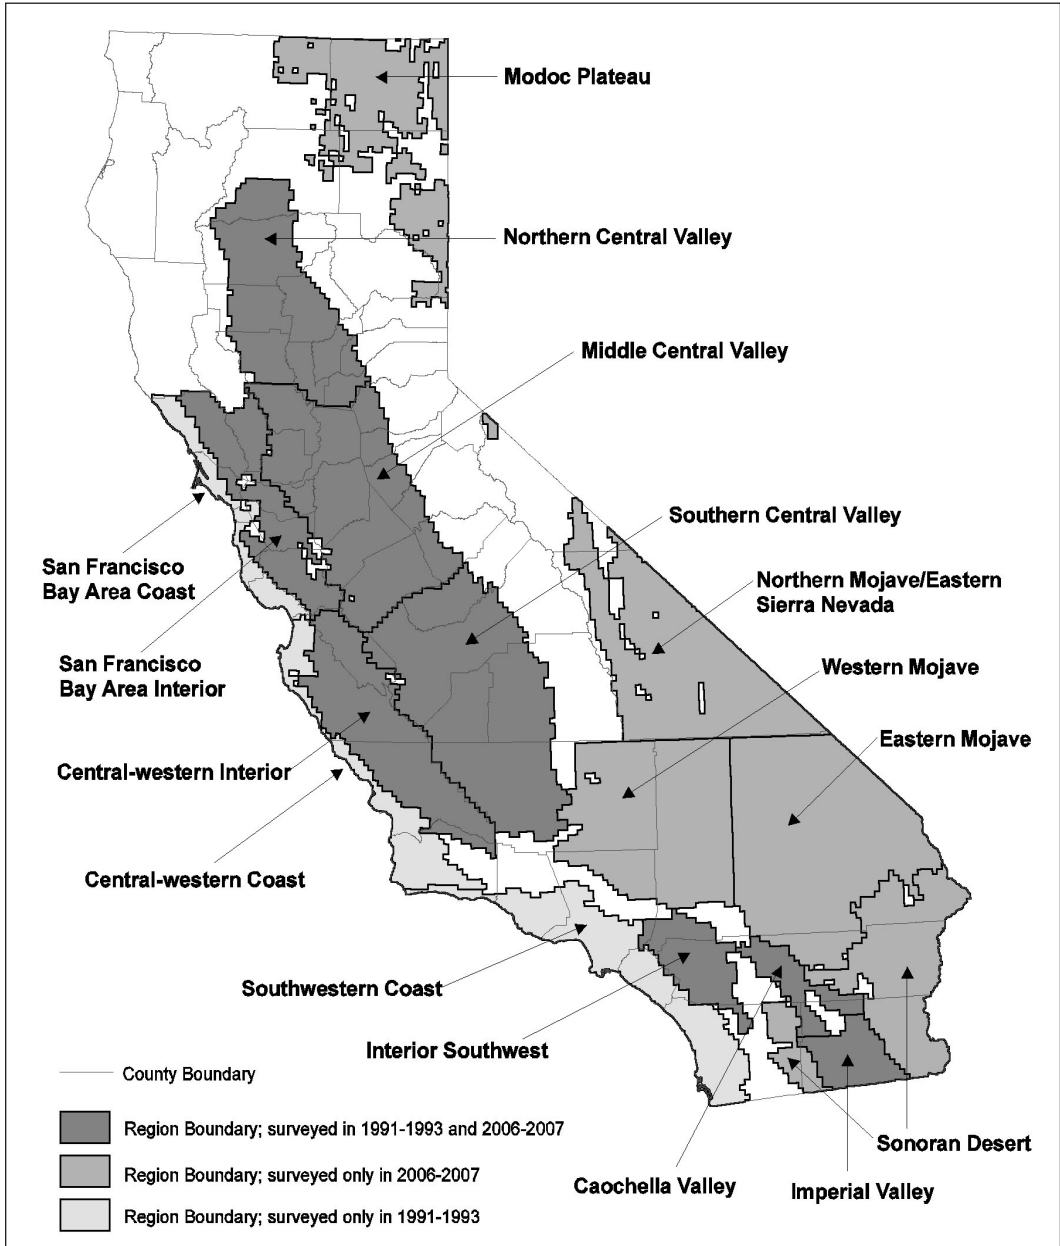 Modoc Plateau
Northern Central Valley
Middle Central Valley
Southern Central Valley
San Francisco
Bay Area Coast
Northern Mojave/Eastern
Sierra Nevada
San Francisco
Bay Area Interior
Western Mojave
Eastern Mojave
Central-western Interior
Central-western Coast
Southwestern Coast
Interior Southwest
County Boundary
Region Boundary; surveyed in 1991-1993 and 2006-2007
Sonoran Desert
Region Boundary; surveyed only in 2006-2007
Caochella Valley
Imperial Valley
Region Boundary; surveyed only in 1991-1993